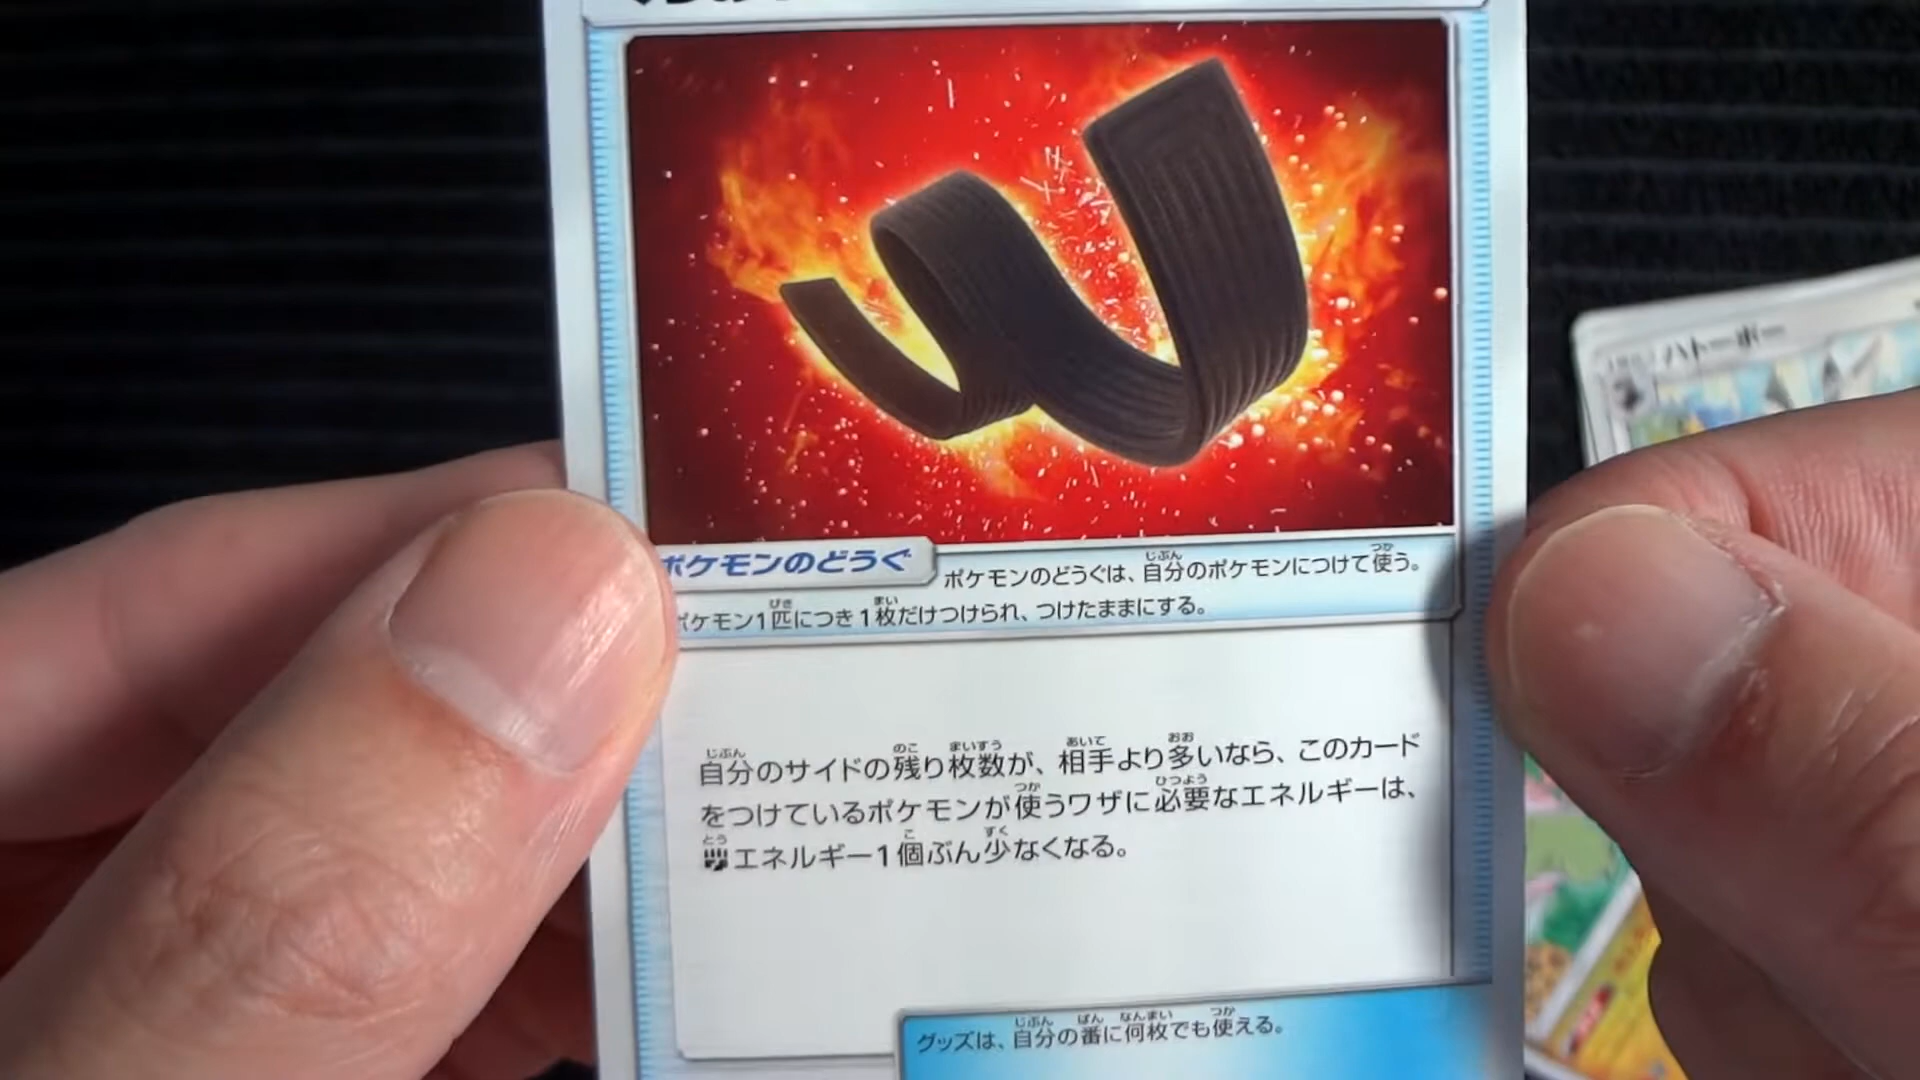 ポケモンのどうぐ
ポケモンのどうぐは、自分のポケモンにつけて使う。
ポケモン1匹につき1枚だけつけられ、つけたままにする。
自分のサイドの残り枚数が、相手より多いなら、このカード
をつけているポケモンが使うワザに必要なエネルギーは、
闘エネルギー1個ぶん少なくなる。
グッズは、自分の番に何枚でも使える。
ハトーボー